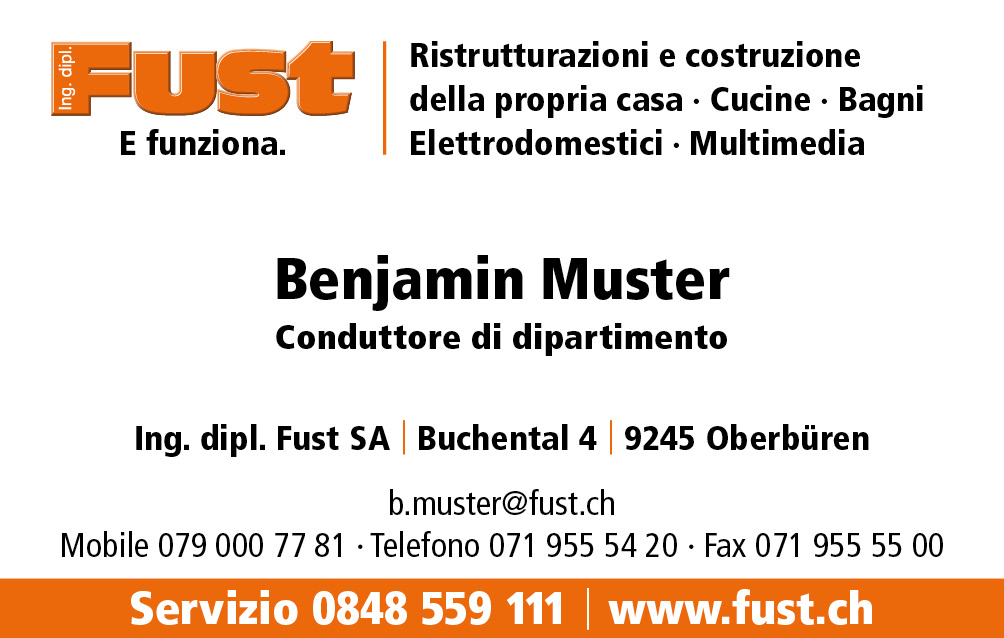 Ing. dipl. Fust
E funziona.
Ristrutturazioni e costruzione
della propria casa · Cucine · Bagni
Elettrodomestici · Multimedia
Benjamin Muster
Conduttore di dipartimento
Ing. dipl. Fust SA | Buchental 4 | 9245 Oberbüren
b.muster@fust.ch
Mobile 079 000 77 81 · Telefono 071 955 54 20 · Fax 071 955 55 00
Servizio 0848 559 111 | www.fust.ch